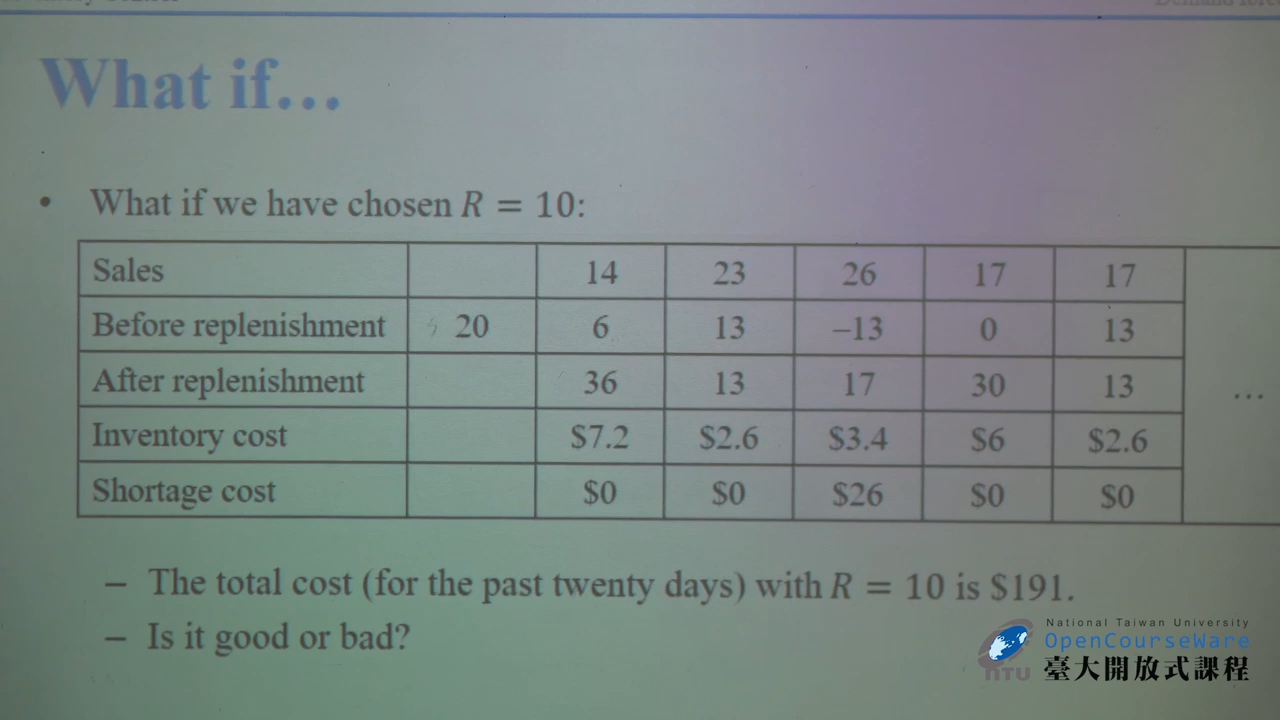 What if...
• What if we have chosen R = 10:
Sales 14 23 26 17 17
Before replenishment 20 6 13 –13 0 13
After replenishment 36 13 17 30 13 ...
Inventory cost $7.2 $2.6 $3.4 $6 $2.6
Shortage cost $0 $0 $26 $0 $0
– The total cost (for the past twenty days) with R = 10 is $191.
– Is it good or bad?
National Taiwan University
OpenCourseWare
NTU 臺大開放式課程